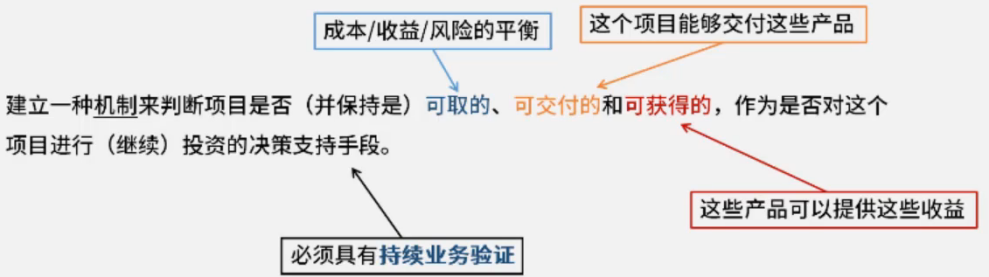 成本/收益/风险的平衡
这个项目能够交付这些产品
建立一种机制来判断项目是否（并保持是）可取的、可交付的和可获得的，作为是否对这个
项目进行（继续）投资的决策支持手段。
这些产品可以提供这些收益
必须具有持续业务验证